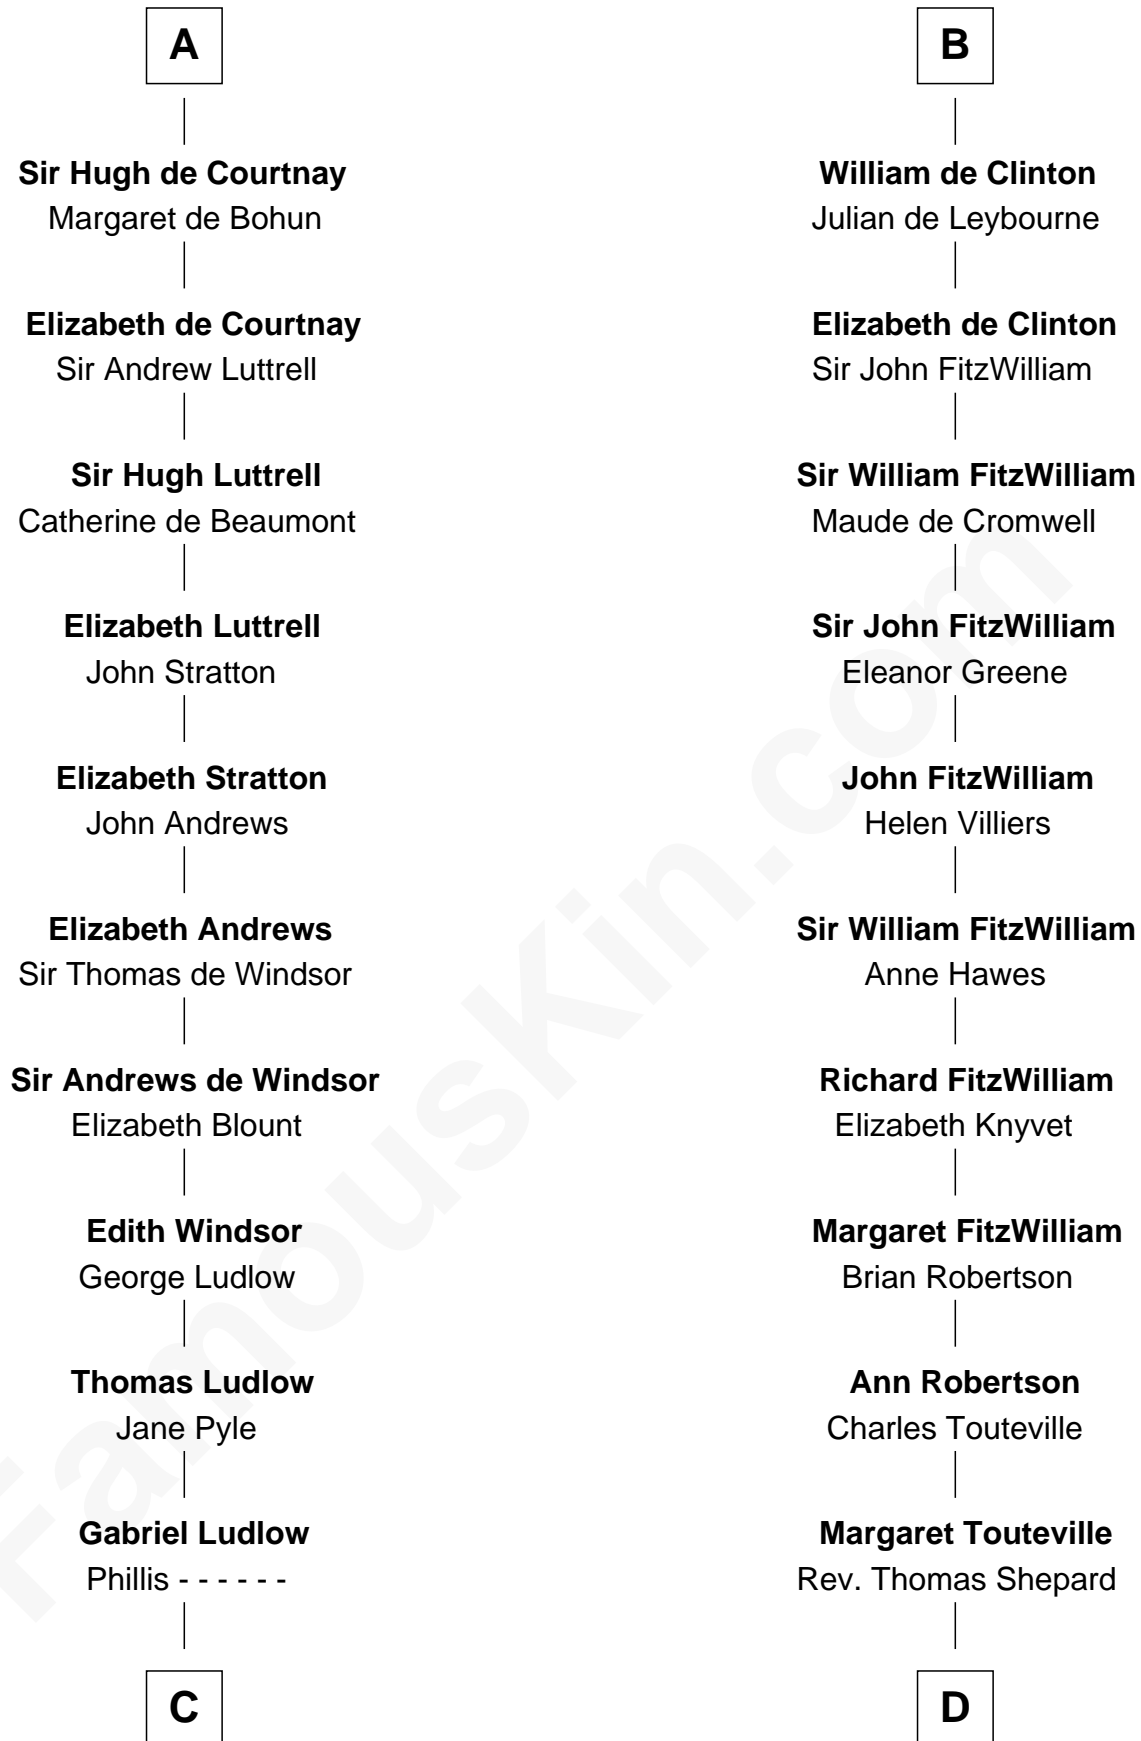 A
Sir Hugh de Courtnay
Margaret de Bohun
Elizabeth de Courtnay
Sir Andrew Luttrell
Sir Hugh Luttrell
Catherine de Beaumont
Elizabeth Luttrell
John Stratton
Elizabeth Stratton
John Andrews
Elizabeth Andrews
Sir Thomas de Windsor
Sir Andrews de Windsor
Elizabeth Blount
Edith Windsor
George Ludlow
Thomas Ludlow
Jane Pyle
Gabriel Ludlow
Phillis - - - - - -
C
B
William de Clinton
Julian de Leybourne
Elizabeth de Clinton
Sir John FitzWilliam
Sir William FitzWilliam
Maude de Cromwell
Sir John FitzWilliam
Eleanor Greene
John FitzWilliam
Helen Villiers
Sir William FitzWilliam
Anne Hawes
Richard FitzWilliam
Elizabeth Knyvet
Margaret FitzWilliam
Brian Robertson
Ann Robertson
Charles Touteville
Margaret Touteville
Rev. Thomas Shepard
D
FamousKin.com